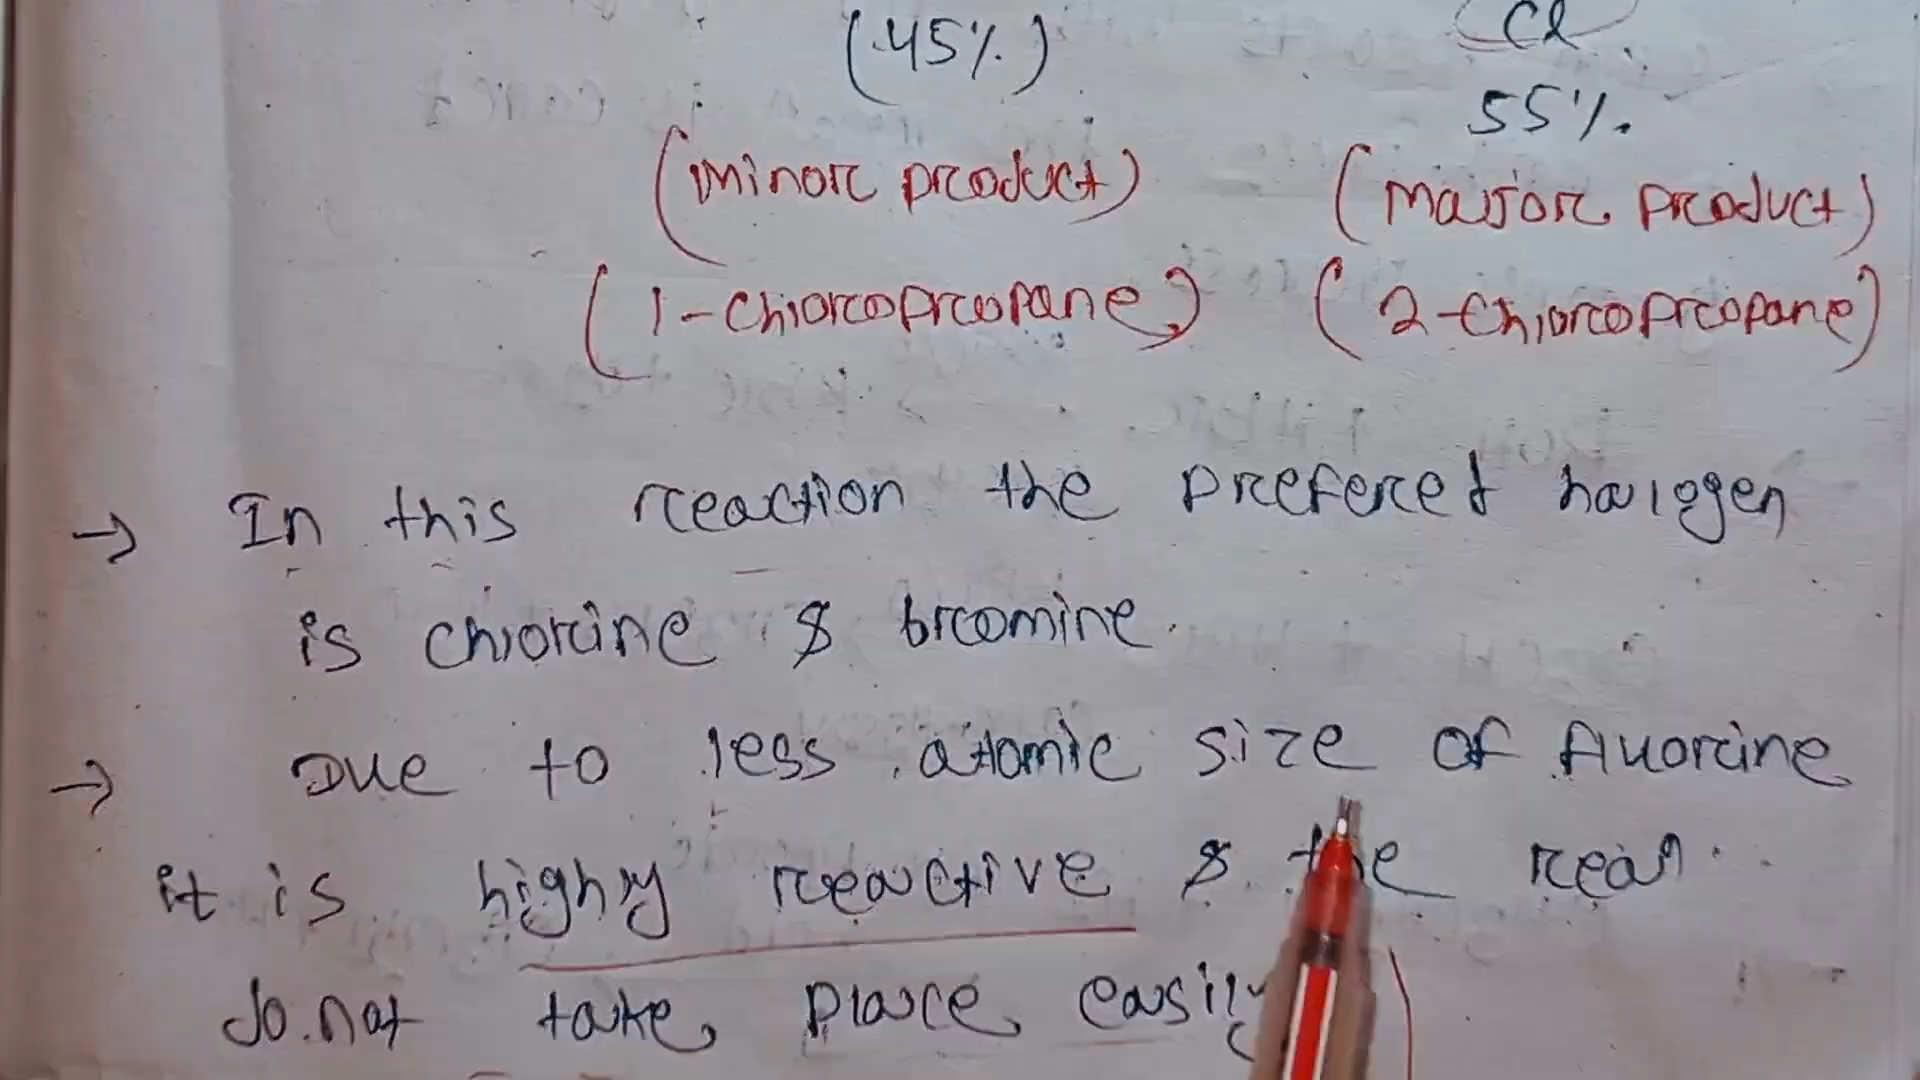 (45%) Cl
55%.
(Minor product) (Major product)
(1-Chloropropane) (2-Chloropropane)
→ In this reaction the prefered halogen
is chlorine & bromine.
→ Due to less atomic size of fluorine
it is highly reactive & the rean
do not take place easily